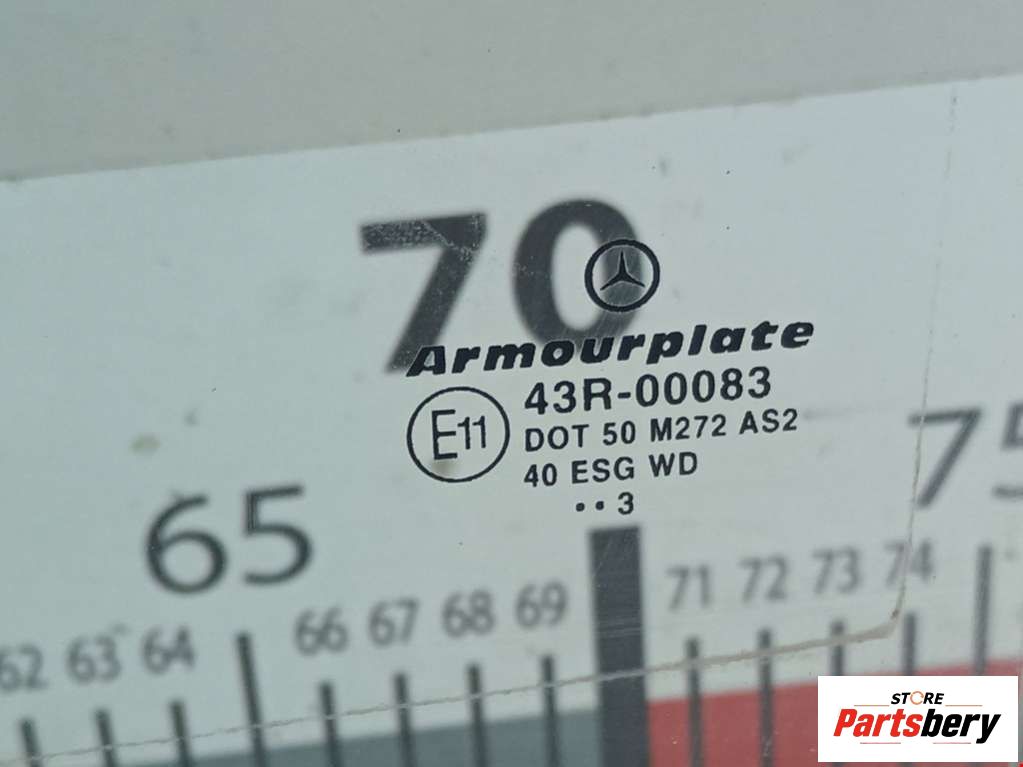 70
Armourplate
E11
43R-00083
DOT 50 M272 AS2
40 ESG WD
•• 3
65
75
62 63 64 66 67 68 69 71 72 73 74
STORE
Partsbery